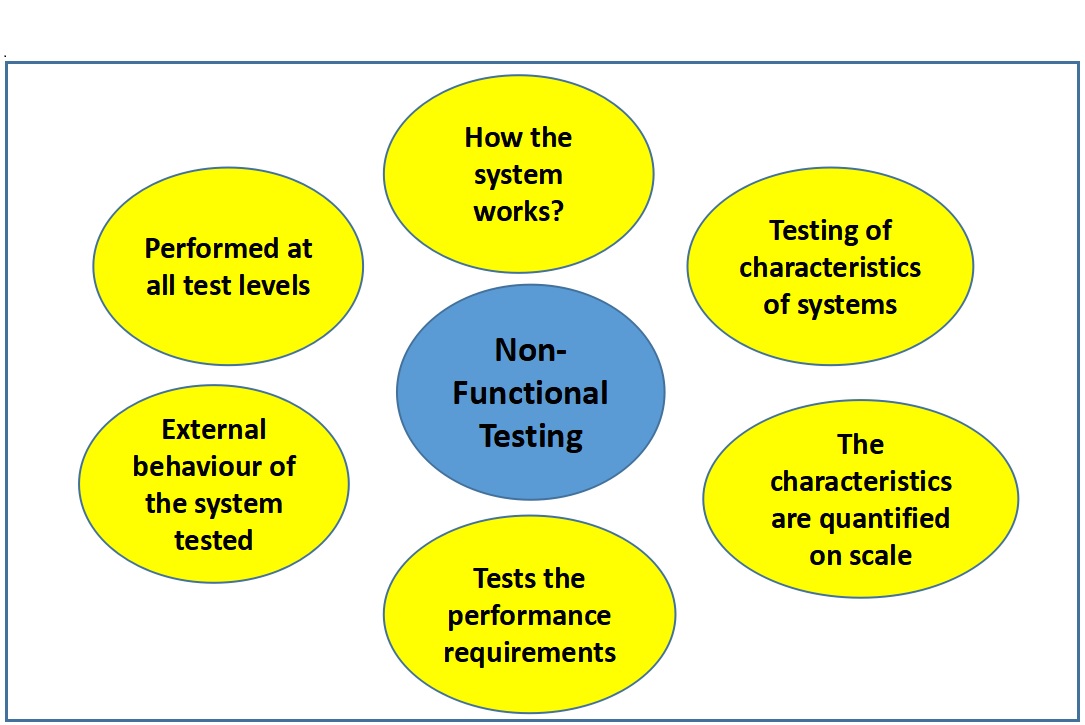 How the
system
works?
Performed at
all test levels
Testing of
characteristics
of systems
Non-
Functional
Testing
External
behaviour of
the system
tested
The
characteristics
are quantified
on scale
Tests the
performance
requirements